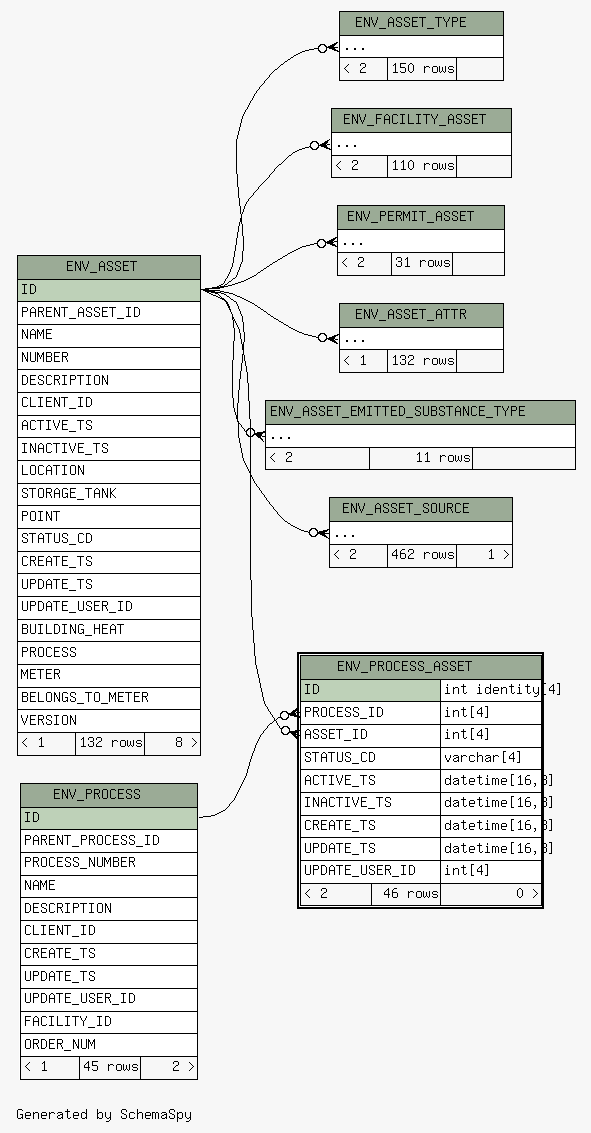 ENV_ASSET_TYPE
...
< 2 150 rows
ENV_FACILITY_ASSET
...
< 2 110 rows
ENV_PERMIT_ASSET
...
< 2 31 rows
ENV_ASSET_ATTR
...
< 1 132 rows
ENV_ASSET_EMITTED_SUBSTANCE_TYPE
...
< 2 11 rows
ENV_ASSET_SOURCE
...
< 2 462 rows 1 >
ENV_ASSET
ID
PARENT_ASSET_ID
NAME
NUMBER
DESCRIPTION
CLIENT_ID
ACTIVE_TS
INACTIVE_TS
LOCATION
STORAGE_TANK
POINT
STATUS_CD
CREATE_TS
UPDATE_TS
UPDATE_USER_ID
BUILDING_HEAT
PROCESS
METER
BELONGS_TO_METER
VERSION
< 1 132 rows 8 >
ENV_PROCESS_ASSET
ID int identity[4]
PROCESS_ID int[4]
ASSET_ID int[4]
STATUS_CD varchar[4]
ACTIVE_TS datetime[16,3]
INACTIVE_TS datetime[16,3]
CREATE_TS datetime[16,3]
UPDATE_TS datetime[16,3]
UPDATE_USER_ID int[4]
< 2 46 rows 0 >
ENV_PROCESS
ID
PARENT_PROCESS_ID
PROCESS_NUMBER
NAME
DESCRIPTION
CLIENT_ID
CREATE_TS
UPDATE_TS
UPDATE_USER_ID
FACILITY_ID
ORDER_NUM
< 1 45 rows 2 >
Generated by SchemaSpy